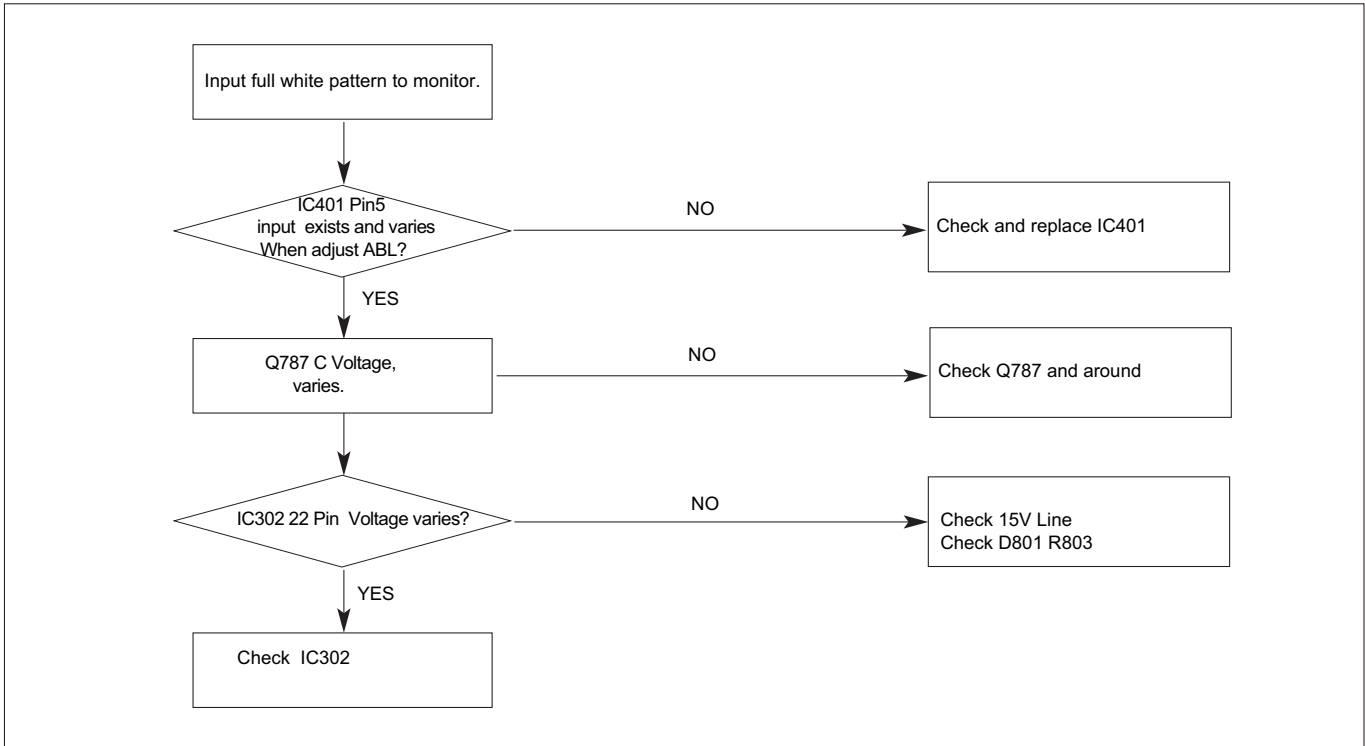 Input full white pattern to monitor.
IC401 Pin5
input exists and varies
When adjust ABL?
NO
Check and replace IC401
YES
Q787 C Voltage,
varies.
NO
Check Q787 and around
IC302 22 Pin Voltage varies?
NO
Check 15V Line
Check D801 R803
YES
Check IC302